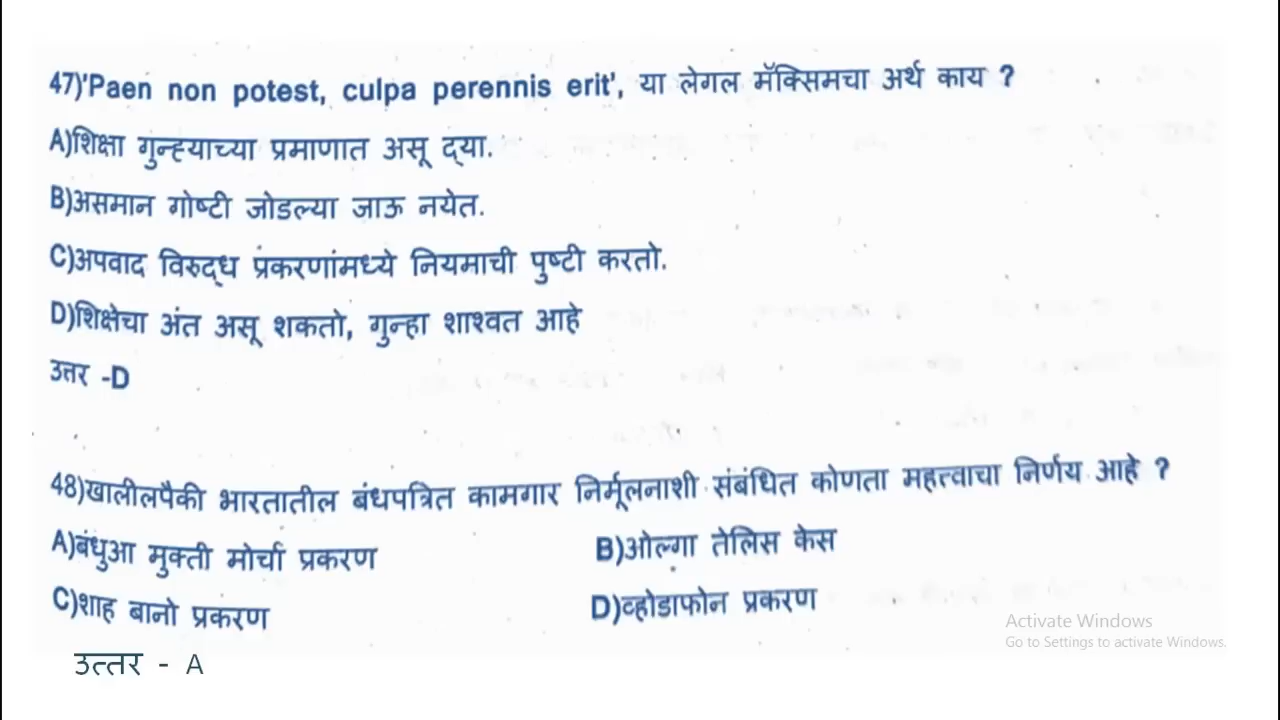 47)'Paen non potest, culpa perennis erit', या लेगल मॅक्सिमचा अर्थ काय ?
A)शिक्षा गुन्ह्याच्या प्रमाणात असू द्या.
B)असमान गोष्टी जोडल्या जाऊ नयेत.
C)अपवाद विरुद्ध प्रकरणांमध्ये नियमाची पुष्टी करतो.
D)शिक्षेचा अंत असू शकतो, गुन्हा शाश्वत आहे
उत्तर -D
48)खालीलपैकी भारतातील बंधपत्रित कामगार निर्मूलनाशी संबंधित कोणता महत्वाचा निर्णय आहे ?
A)बंधुआ मुक्ती मोर्चा प्रकरण B)ओल्गा तेलिस केस
C)शाह बानो प्रकरण D)व्होडाफोन प्रकरण
Activate Windows
Go to Settings to activate Windows.
उत्तर - A